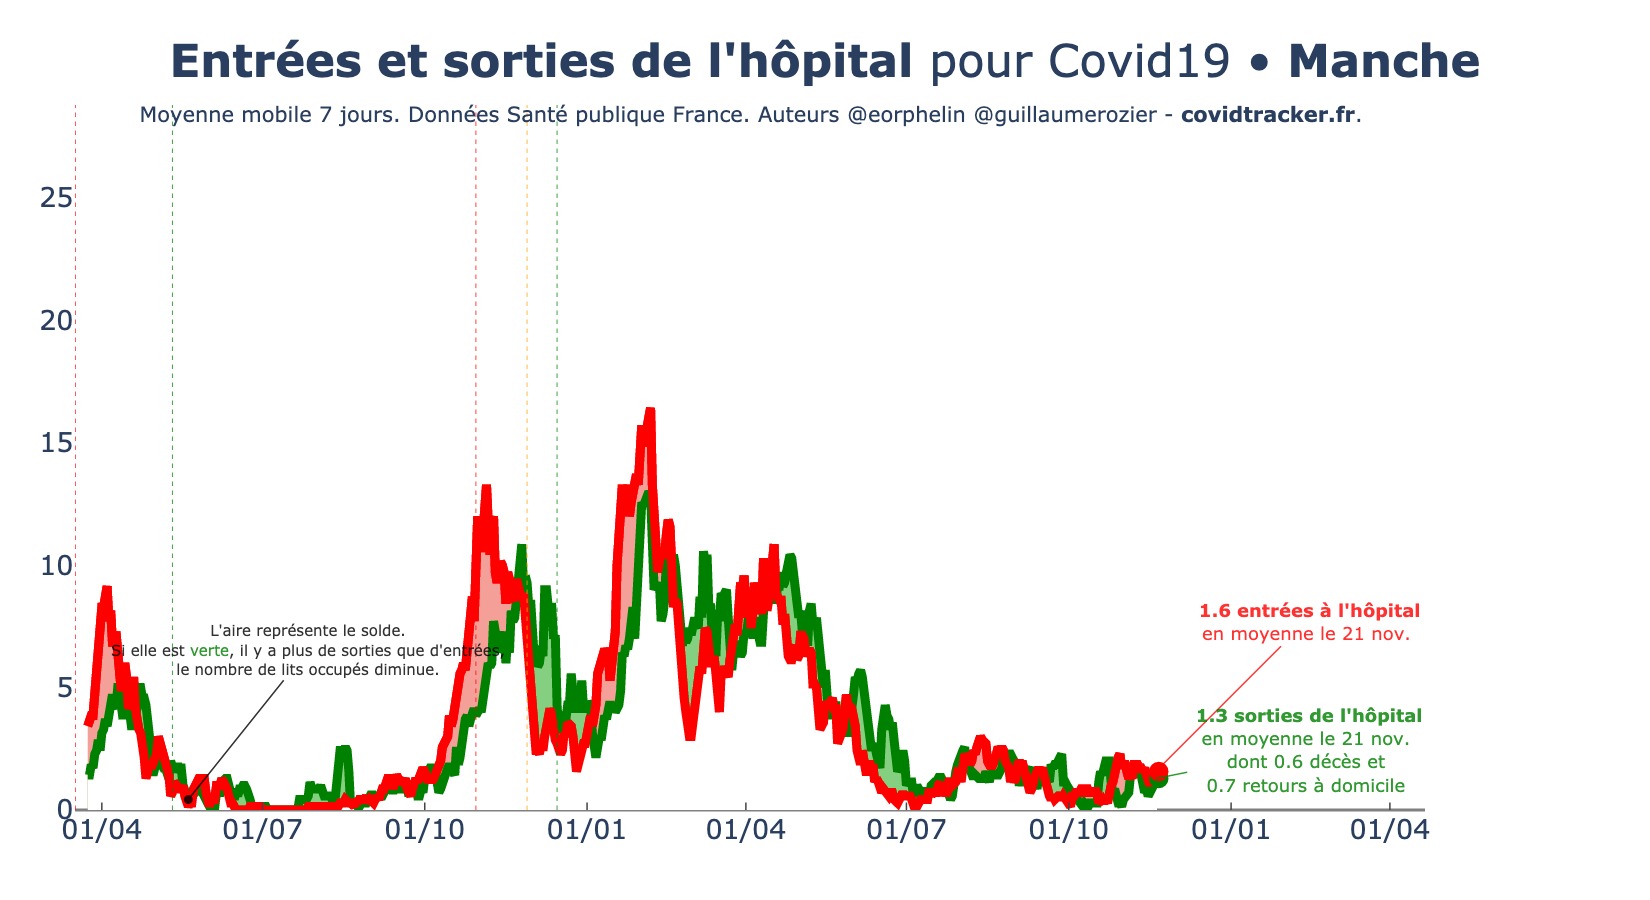 Entrées et sorties de l'hôpital pour Covid19 • Manche
Moyenne mobile 7 jours. Données Santé publique France. Auteurs @eorphelin @guillaumerozier - covidtracker.fr.
25
20
15
10
5
0
L'aire représente le solde.
Si elle est verte, il y a plus de sorties que d'entrées,
le nombre de lits occupés diminue.
1.6 entrées à l'hôpital
en moyenne le 21 nov.
1.3 sorties de l'hôpital
en moyenne le 21 nov.
dont 0.6 décès et
0.7 retours à domicile
01/04 01/07 01/10 01/01 01/04 01/07 01/10 01/01 01/04